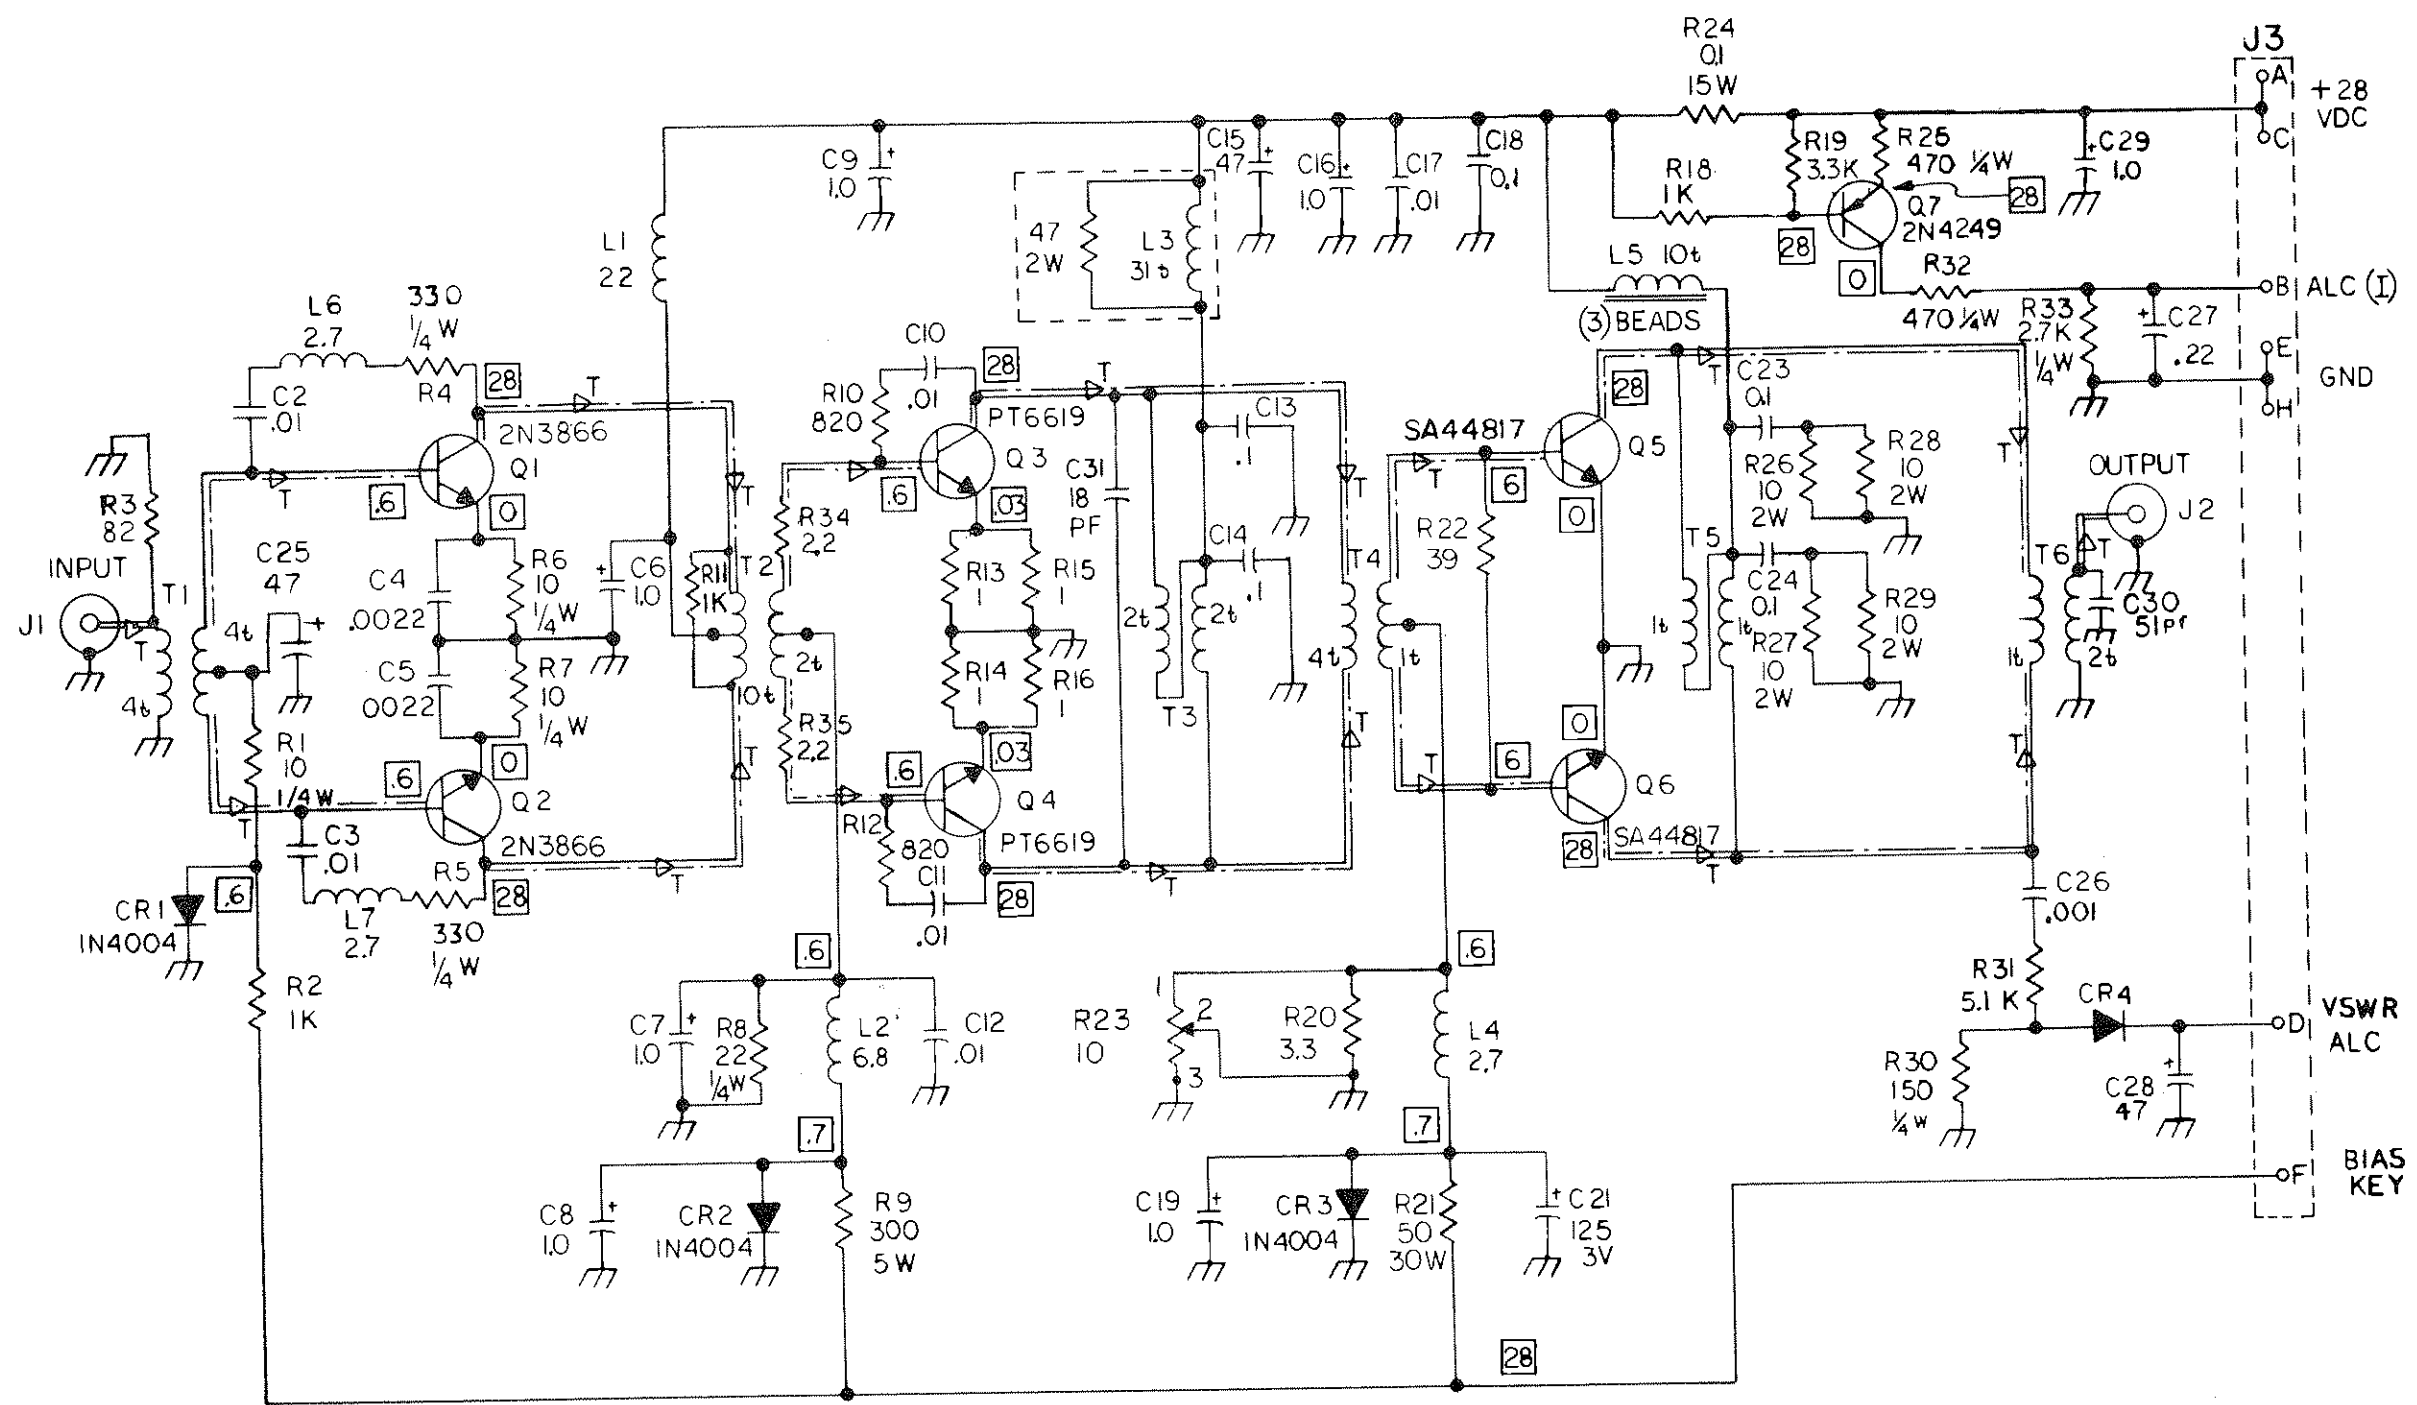 R24
0.1
15W
J3
A
+28
VDC
C
C9
1.0
+
C15
47
+
C16
1.0
+
C17
.01
C18
0.1
R18
1K
R19
3.3K
R25
470 1/4W
28
Q7
2N4249
28
0
+
C29
1.0
L1
22
47
2W
L3
31t
L5 10t
(3) BEADS
R32
470 1/4W
R33
2.7K
1/4W
+
C27
.22
B
ALC (I)
E
GND
H
L6
2.7
330
1/4W
R4
28
T
C2
.01
2N3866
Q1
.6
0
T
R3
82
INPUT
J1
T
T1
4t
4t
C25
47
+
C4
.0022
R6
10
1/4W
C5
.0022
R7
10
1/4W
+
C6
1.0
R11
1K
T
T2
10t
2t
R1
10
1/4W
T
.6
0
Q2
2N3866
C3
.01
R5
28
T
T
L7
2.7
330
1/4W
CR1
1N4004
.6
R2
1K
C10
.01
R10
820
28
T
PT6619
Q3
.6
.03
T
R34
2.2
R13
1
R15
1
R14
1
R16
1
R35
2.2
.6
.03
T
Q4
PT6619
R12
820
C11
.01
28
T
C31
18
PF
C13
.1
C14
.1
2t
2t
T3
T
T4
4t
1t
T
SA44817
28
Q5
.6
0
T
R22
39
.6
0
T
Q6
28
SA44817
T
T
C23
0.1
R26
10
2W
R28
10
2W
T5
1t
1t
C24
0.1
R27
10
2W
R29
10
2W
T
T6
1t
2t
T
OUTPUT
J2
T
C30
51pf
C26
.001
R31
5.1K
CR4
R30
150
1/4W
+
C28
47
D
VSWR
ALC
F
BIAS
KEY
.6
C7
1.0
+
R8
22
1/4W
L2
6.8
C12
.01
.7
C8
1.0
+
CR2
1N4004
R9
300
5W
.6
R23
10
1
2
3
R20
3.3
L4
2.7
.7
C19
1.0
+
CR3
1N4004
R21
50
30W
+
C21
125
3V
28